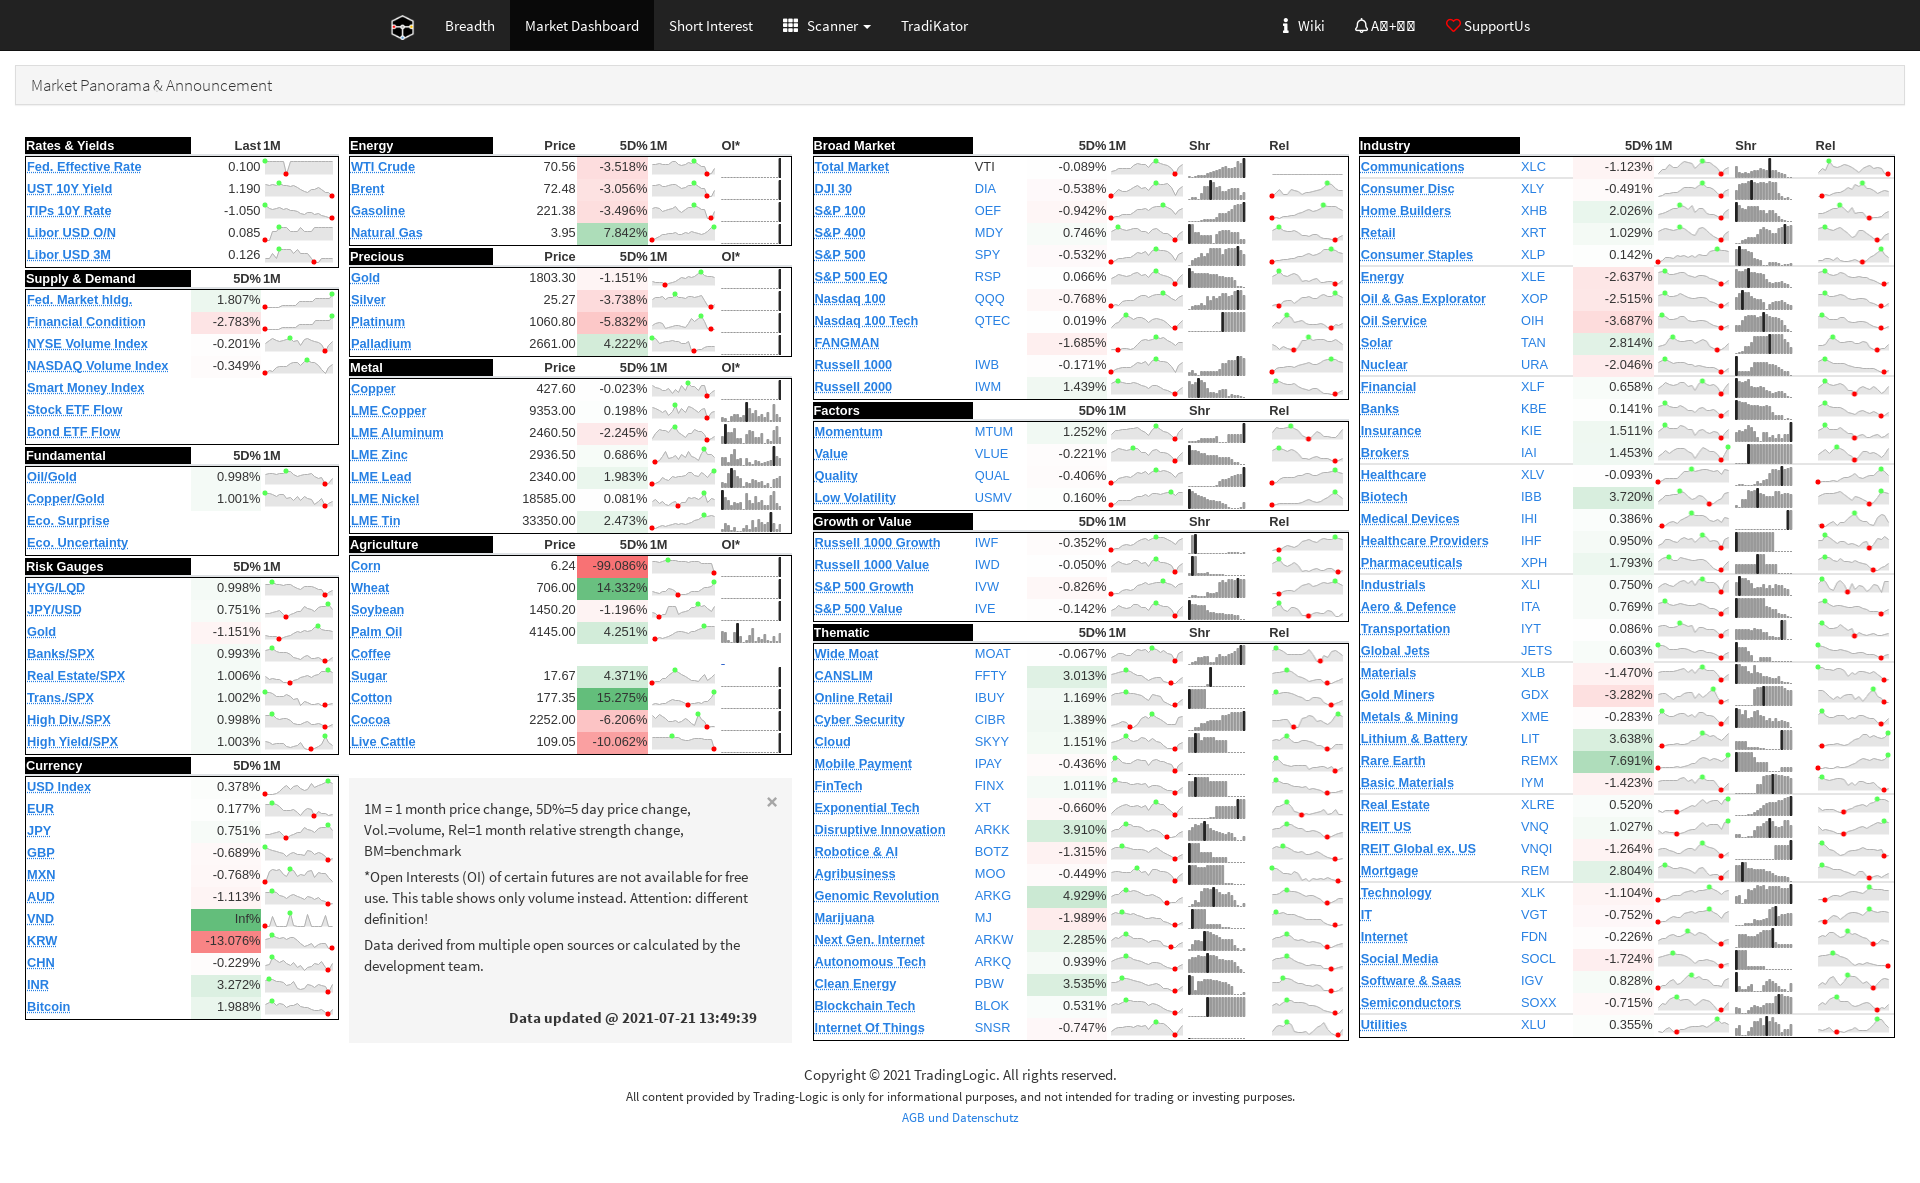 Breadth Market Dashboard Short Interest Scanner TradiKator Wiki SupportUs
Market Panorama & Announcement
Rates & Yields Last 1M
Fed. Effective Rate 0.100
UST 10Y Yield 1.190
TIPs 10Y Rate -1.050
Libor USD O/N 0.085
Libor USD 3M 0.126
Supply & Demand 5D% 1M
Fed. Market hldg. 1.807%
Financial Condition -2.783%
NYSE Volume Index -0.201%
NASDAQ Volume Index -0.349%
Smart Money Index
Stock ETF Flow
Bond ETF Flow
Fundamental 5D% 1M
Oil/Gold 0.998%
Copper/Gold 1.001%
Eco. Surprise
Eco. Uncertainty
Risk Gauges 5D% 1M
HYG/LQD 0.998%
JPY/USD 0.751%
Gold -1.151%
Banks/SPX 0.993%
Real Estate/SPX 1.006%
Trans./SPX 1.002%
High Div./SPX 0.998%
High Yield/SPX 1.003%
Currency 5D% 1M
USD Index 0.378%
EUR 0.177%
JPY 0.751%
GBP -0.689%
MXN -0.768%
AUD -1.113%
VND Inf%
KRW -13.076%
CHN -0.229%
INR 3.272%
Bitcoin 1.988%
Energy Price 5D% 1M OI*
WTI Crude 70.56 -3.518%
Brent 72.48 -3.056%
Gasoline 221.38 -3.496%
Natural Gas 3.95 7.842%
Precious Price 5D% 1M OI*
Gold 1803.30 -1.151%
Silver 25.27 -3.738%
Platinum 1060.80 -5.832%
Palladium 2661.00 4.222%
Metal Price 5D% 1M OI*
Copper 427.60 -0.023%
LME Copper 9353.00 0.198%
LME Aluminum 2460.50 -2.245%
LME Zinc 2936.50 0.686%
LME Lead 2340.00 1.983%
LME Nickel 18585.00 0.081%
LME Tin 33350.00 2.473%
Agriculture Price 5D% 1M OI*
Corn 6.24 -99.086%
Wheat 706.00 14.332%
Soybean 1450.20 -1.196%
Palm Oil 4145.00 4.251%
Coffee -
Sugar 17.67 4.371%
Cotton 177.35 15.275%
Cocoa 2252.00 -6.206%
Live Cattle 109.05 -10.062%
×
1M = 1 month price change, 5D%=5 day price change,
Vol.=volume, Rel=1 month relative strength change,
BM=benchmark
*Open Interests (OI) of certain futures are not available for free
use. This table shows only volume instead. Attention: different
definition!
Data derived from multiple open sources or calculated by the
development team.
Data updated @ 2021-07-21 13:49:39
Broad Market 5D% 1M Shr Rel
Total Market VTI -0.089%
DJI 30 DIA -0.538%
S&P 100 OEF -0.942%
S&P 400 MDY 0.746%
S&P 500 SPY -0.532%
S&P 500 EQ RSP 0.066%
Nasdaq 100 QQQ -0.768%
Nasdaq 100 Tech QTEC 0.019%
FANGMAN -1.685%
Russell 1000 IWB -0.171%
Russell 2000 IWM 1.439%
Factors 5D% 1M Shr Rel
Momentum MTUM 1.252%
Value VLUE -0.221%
Quality QUAL -0.406%
Low Volatility USMV 0.160%
Growth or Value 5D% 1M Shr Rel
Russell 1000 Growth IWF -0.352%
Russell 1000 Value IWD -0.050%
S&P 500 Growth IVW -0.826%
S&P 500 Value IVE -0.142%
Thematic 5D% 1M Shr Rel
Wide Moat MOAT -0.067%
CANSLIM FFTY 3.013%
Online Retail IBUY 1.169%
Cyber Security CIBR 1.389%
Cloud SKYY 1.151%
Mobile Payment IPAY -0.436%
FinTech FINX 1.011%
Exponential Tech XT -0.660%
Disruptive Innovation ARKK 3.910%
Robotice & AI BOTZ -1.315%
Agribusiness MOO -0.449%
Genomic Revolution ARKG 4.929%
Marijuana MJ -1.989%
Next Gen. Internet ARKW 2.285%
Autonomous Tech ARKQ 0.939%
Clean Energy PBW 3.535%
Blockchain Tech BLOK 0.531%
Internet Of Things SNSR -0.747%
Industry 5D% 1M Shr Rel
Communications XLC -1.123%
Consumer Disc XLY -0.491%
Home Builders XHB 2.026%
Retail XRT 1.029%
Consumer Staples XLP 0.142%
Energy XLE -2.637%
Oil & Gas Explorator XOP -2.515%
Oil Service OIH -3.687%
Solar TAN 2.814%
Nuclear URA -2.046%
Financial XLF 0.658%
Banks KBE 0.141%
Insurance KIE 1.511%
Brokers IAI 1.453%
Healthcare XLV -0.093%
Biotech IBB 3.720%
Medical Devices IHI 0.386%
Healthcare Providers IHF 0.950%
Pharmaceuticals XPH 1.793%
Industrials XLI 0.750%
Aero & Defence ITA 0.769%
Transportation IYT 0.086%
Global Jets JETS 0.603%
Materials XLB -1.470%
Gold Miners GDX -3.282%
Metals & Mining XME -0.283%
Lithium & Battery LIT 3.638%
Rare Earth REMX 7.691%
Basic Materials IYM -1.423%
Real Estate XLRE 0.520%
REIT US VNQ 1.027%
REIT Global ex. US VNQI -1.264%
Mortgage REM 2.804%
Technology XLK -1.104%
IT VGT -0.752%
Internet FDN -0.226%
Social Media SOCL -1.724%
Software & Saas IGV 0.828%
Semiconductors SOXX -0.715%
Utilities XLU 0.355%
Copyright © 2021 TradingLogic. All rights reserved.
All content provided by Trading-Logic is only for informational purposes, and not intended for trading or investing purposes.
AGB und Datenschutz